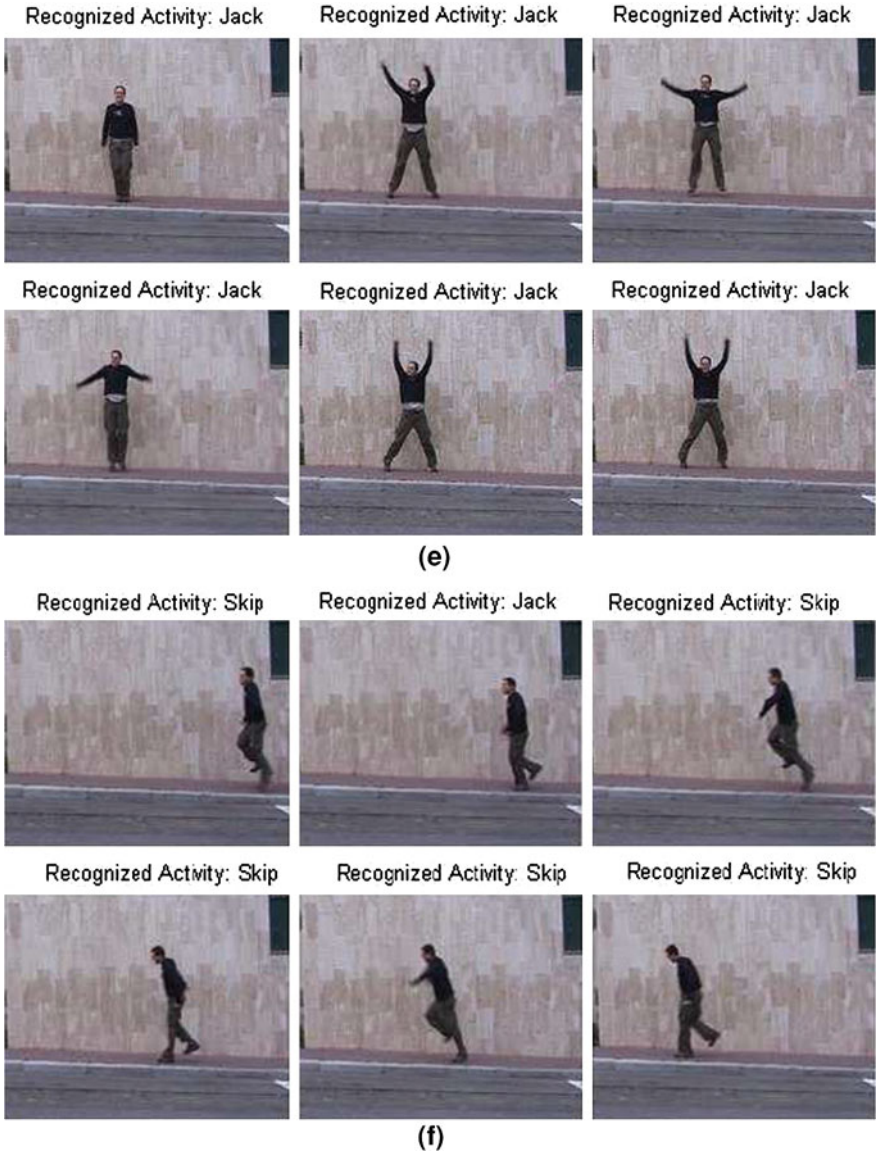 Recognized Activity: Jack Recognized Activity: Jack Recognized Activity: Jack
Recognized Activity: Jack Recognized Activity: Jack Recognized Activity: Jack
(e)
Recognized Activity: Skip Recognized Activity: Jack Recognized Activity: Skip
Recognized Activity: Skip Recognized Activity: Skip Recognized Activity: Skip
(f)